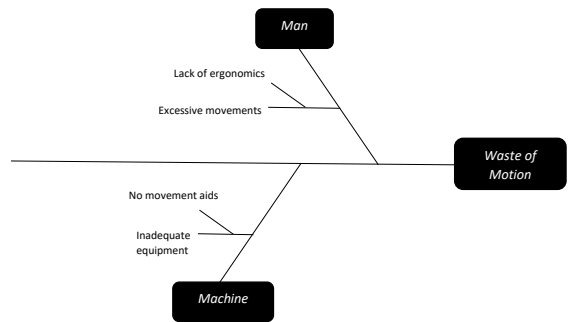 Man
Lack of ergonomics
Excessive movements
Waste of
Motion
No movement aids
Inadequate
equipment
Machine